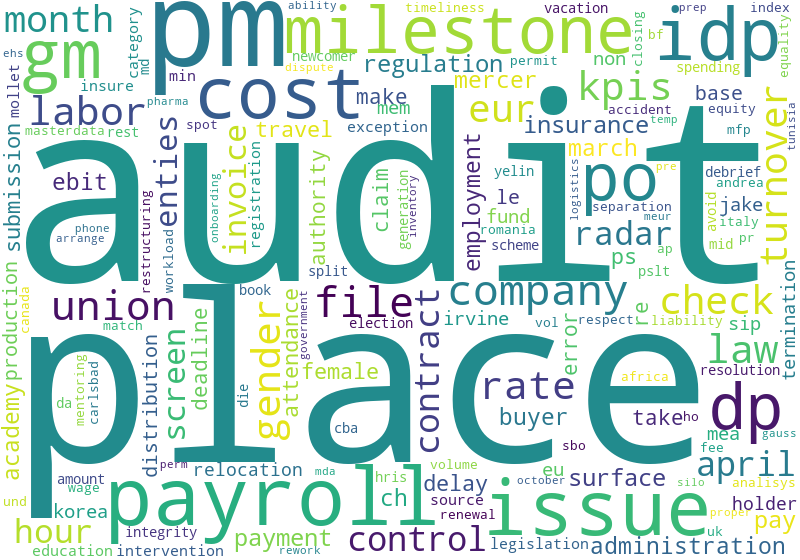 month
gm
ehs
mollet
insure
masterdata
rest
labor
ebit
category
md
pm
min
pharma
spot
cost
ability
newcomer
dispute
make
mem
exception
travel
milestone
timeliness
regulation
mercer
eur
vacation
permit
non
accident
kpis
closing
bf
spending
idp
prep
index
equality
base
equity
temp
mfp
tunisia
submission
phone
arrange
restructuring
enties
workload
onboarding
invoice
registration
authority
claim
generation
inventory
audit
employment
yelin
le
fund
romania
scheme
insurance
march
logistics
po
separation
meur
radar
ps
pslt
pre
debrief
andrea
avoid
jake
italy
mid
pr
ap
turnover
production
canada
union
match
split
book
file
election
government
company
irvine
vol
respect
re
error
check
liability
sip
termination
place
academy
mentoring
da
carlsbad
distribution
screen
deadline
die
gender
attendance
female
cba
contract
rate
buyer
africa
take
ho
law
resolution
dp
gauss
mea
fee
und
amount
wage
korea
education
integrity
intervention
perm
relocation
payroll
rework
payment
mda
hris
ch
volume
delay
source
renewal
control
october
legislation
sbo
eu
issue
surface
administration
silo
uk
proper
april
analisys
holder
pay
hour